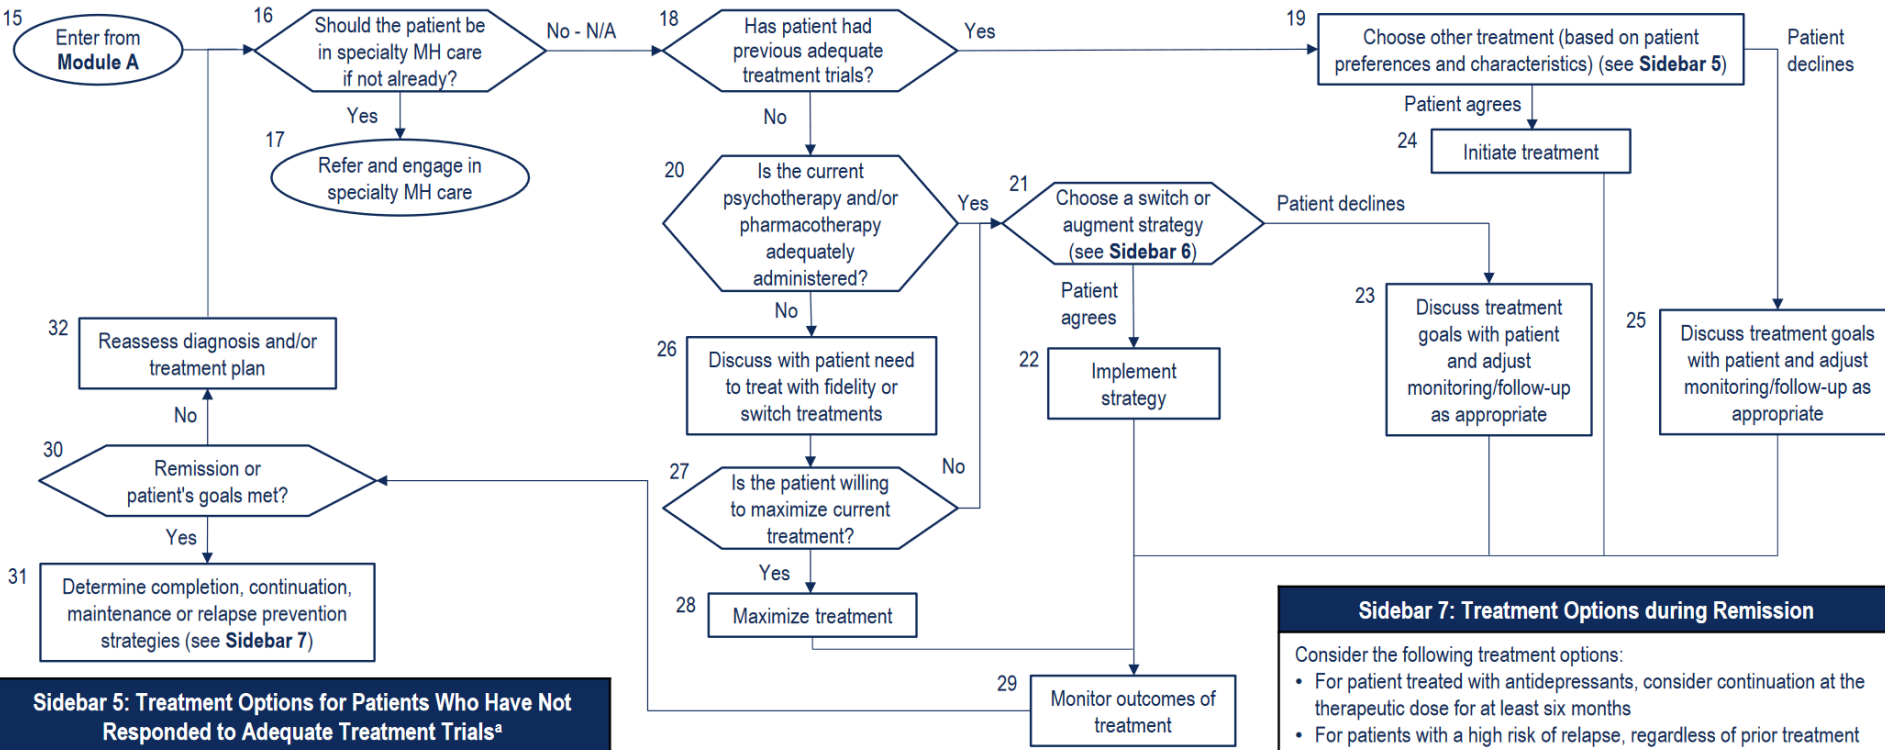 15
Enter from
Module A
16
Should the patient be
in specialty MH care
if not already?
No - N/A
Yes
17
Refer and engage in
specialty MH care
18
Has patient had
previous adequate
treatment trials?
Yes
No
19
Choose other treatment (based on patient
preferences and characteristics) (see Sidebar 5)
Patient
declines
Patient agrees
24
Initiate treatment
20
Is the current
psychotherapy and/or
pharmacotherapy
adequately
administered?
Yes
No
21
Choose a switch or
augment strategy
(see Sidebar 6)
Patient declines
Patient
agrees
22
Implement
strategy
23
Discuss treatment
goals with patient
and adjust
monitoring/follow-up
as appropriate
25
Discuss treatment goals
with patient and adjust
monitoring/follow-up as
appropriate
26
Discuss with patient need
to treat with fidelity or
switch treatments
27
Is the patient willing
to maximize current
treatment?
No
Yes
28
Maximize treatment
29
Monitor outcomes of
treatment
32
Reassess diagnosis and/or
treatment plan
No
30
Remission or
patient's goals met?
Yes
31
Determine completion, continuation,
maintenance or relapse prevention
strategies (see Sidebar 7)
Sidebar 5: Treatment Options for Patients Who Have Not
Responded to Adequate Treatment Trialsª
Sidebar 7: Treatment Options during Remission
Consider the following treatment options:
• For patient treated with antidepressants, consider continuation at the
therapeutic dose for at least six months
• For patients with a high risk of relapse, regardless of prior treatment